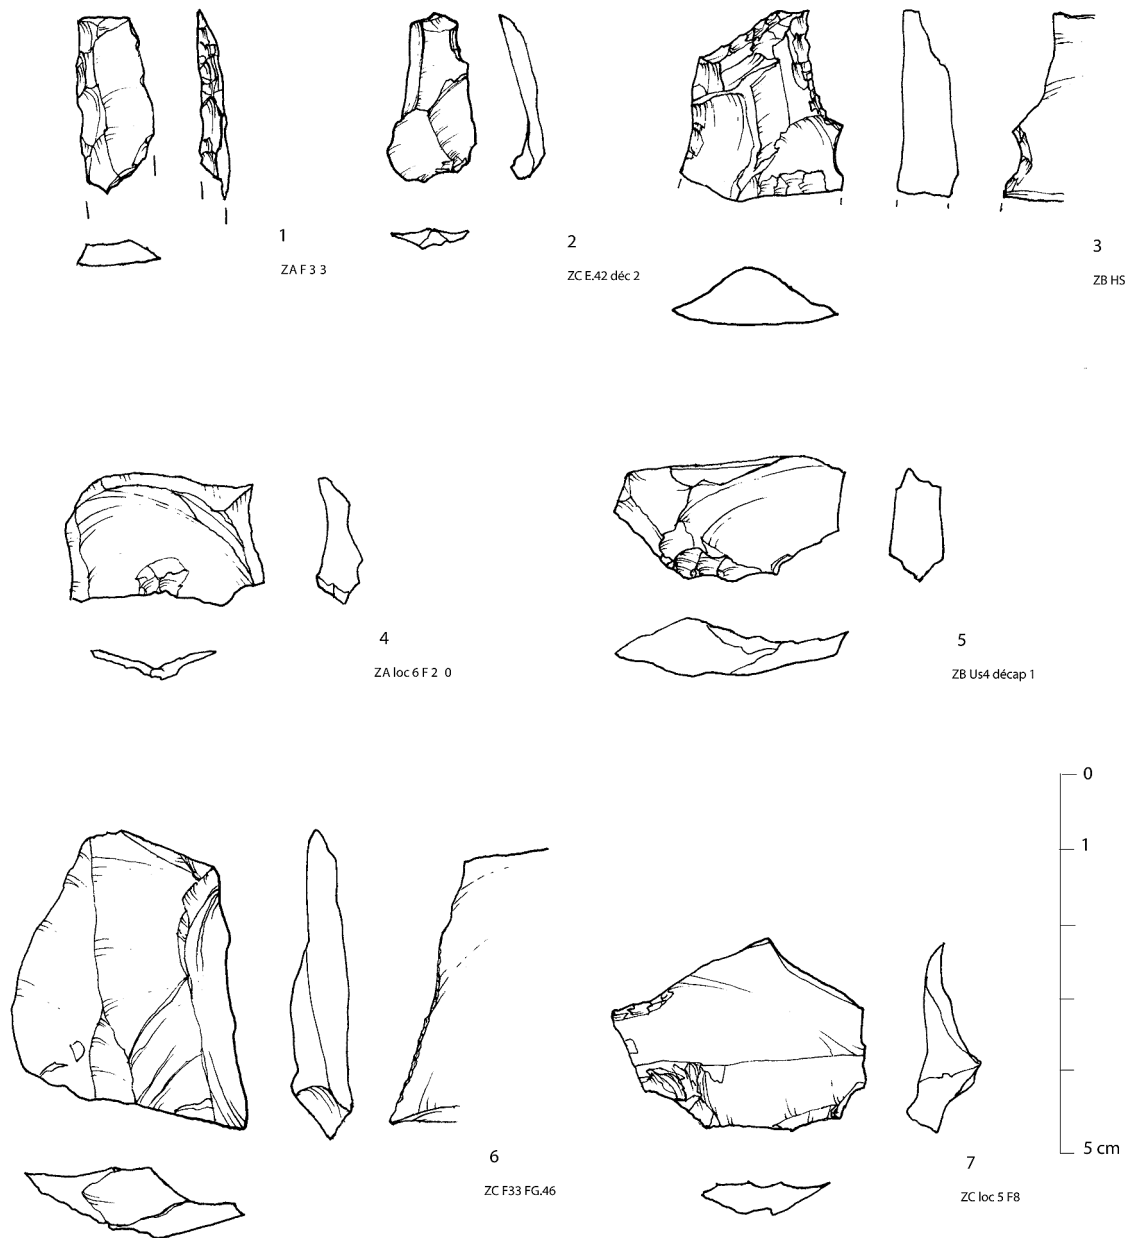 1
ZA F 3 3
2
ZC E.42 déc 2
3
ZB HS
4
ZA loc 6 F 2 0
5
ZB Us4 décap 1
0
1
5 cm
6
ZC F33 FG.46
7
ZC loc 5 F8